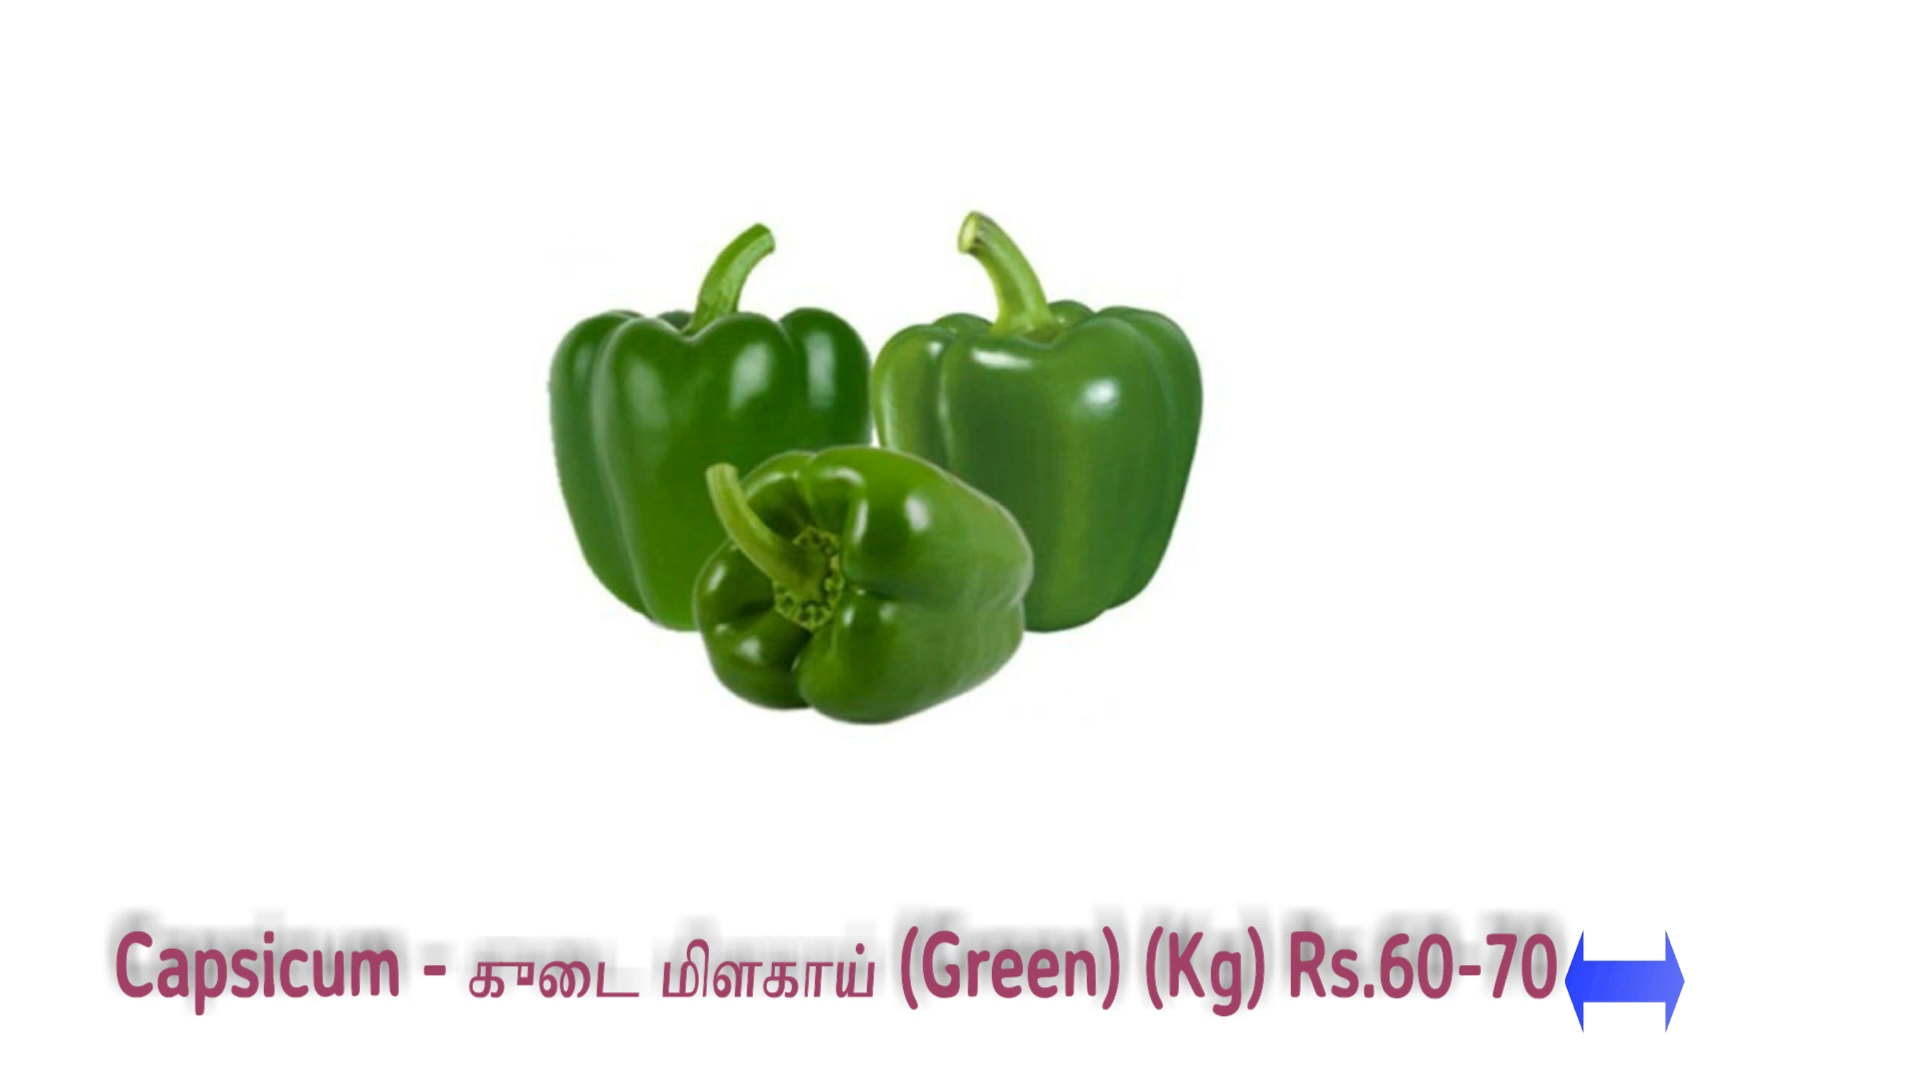 Capsicum - குடை மிளகாய் (Green) (Kg) Rs.60-70